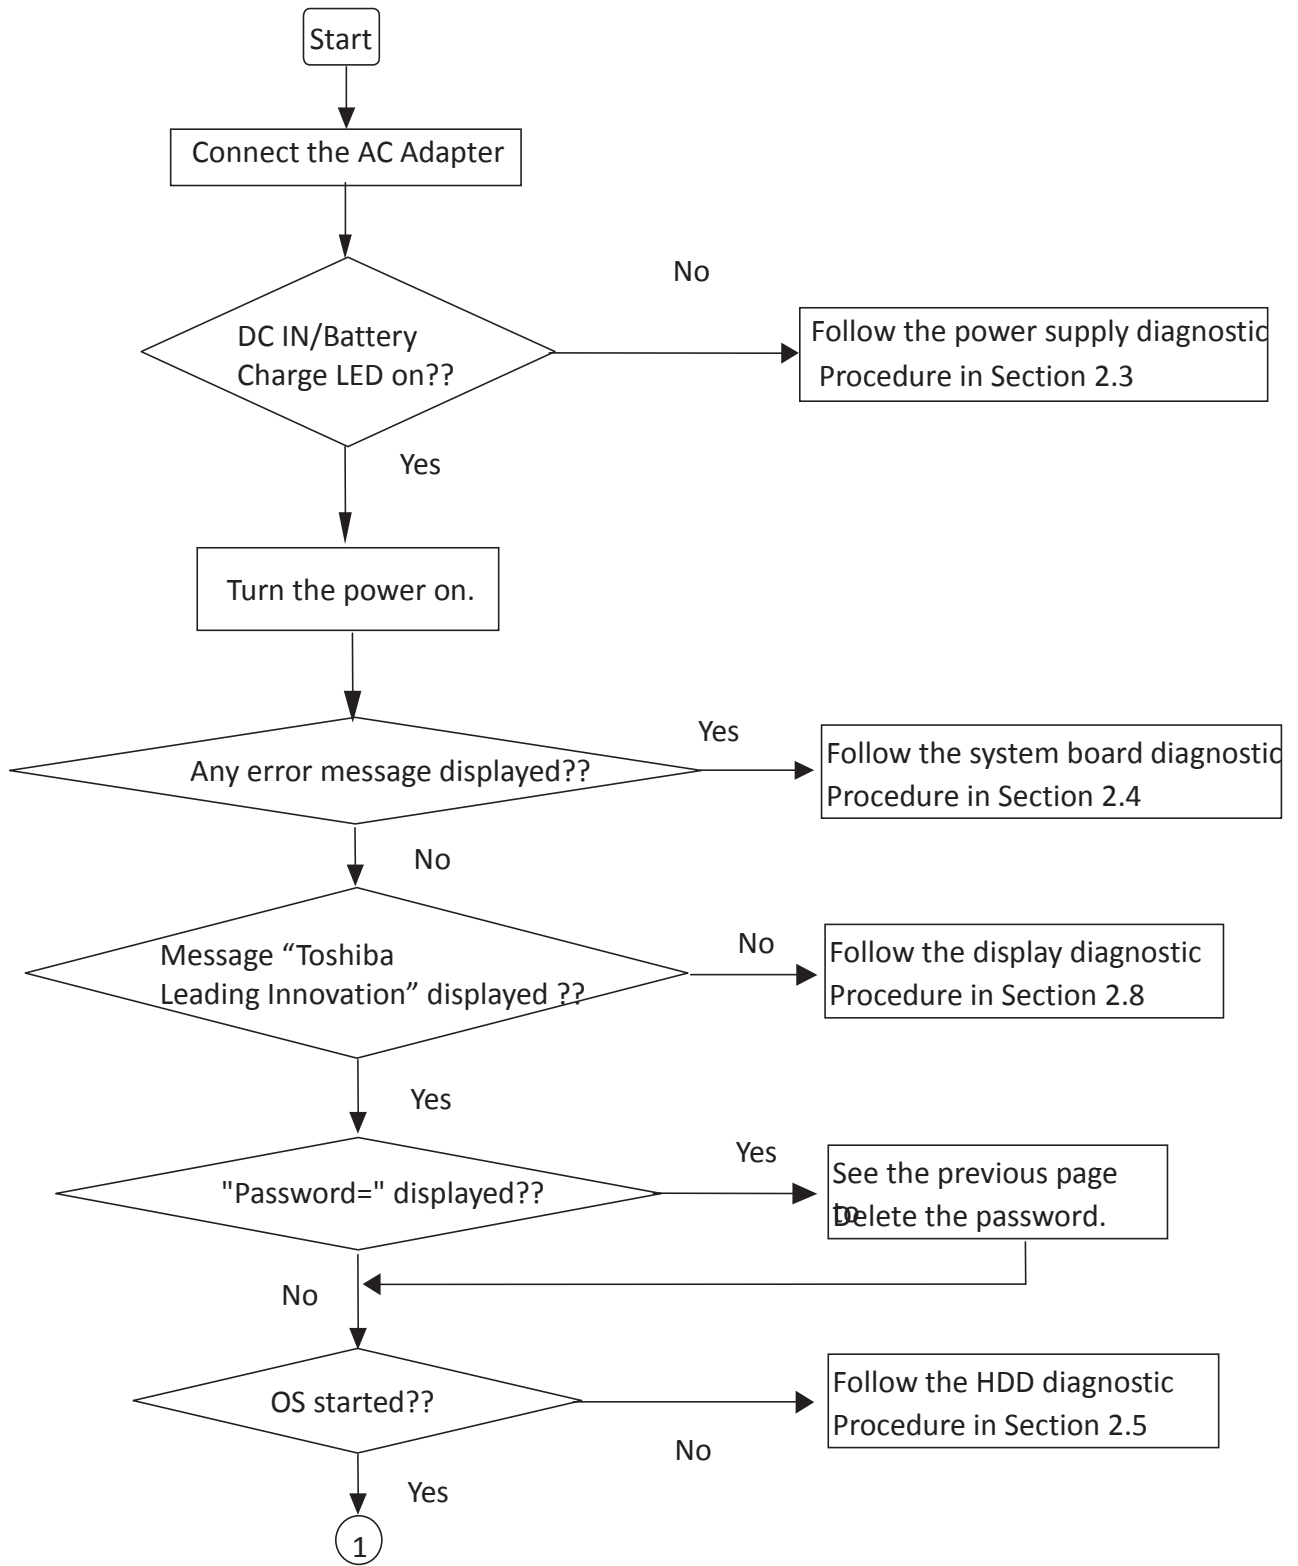 Start
Connect the AC Adapter
No
DC IN/Battery
Charge LED on??
Follow the power supply diagnostic
Procedure in Section 2.3
Yes
Turn the power on.
Any error message displayed??
Yes
Follow the system board diagnostic
Procedure in Section 2.4
No
Message “Toshiba
Leading Innovation” displayed ??
No
Follow the display diagnostic
Procedure in Section 2.8
Yes
"Password=" displayed??
Yes
See the previous page
to
Delete the password.
No
OS started??
No
Follow the HDD diagnostic
Procedure in Section 2.5
Yes
1